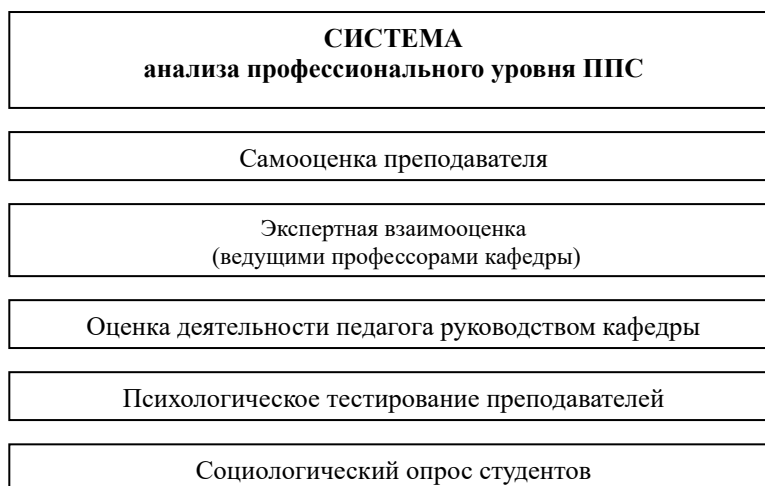 СИСТЕМА
анализа профессионального уровня ППС
Самооценка преподавателя
Экспертная взаимооценка
(ведущими профессорами кафедры)
Оценка деятельности педагога руководством кафедры
Психологическое тестирование преподавателей
Социологический опрос студентов